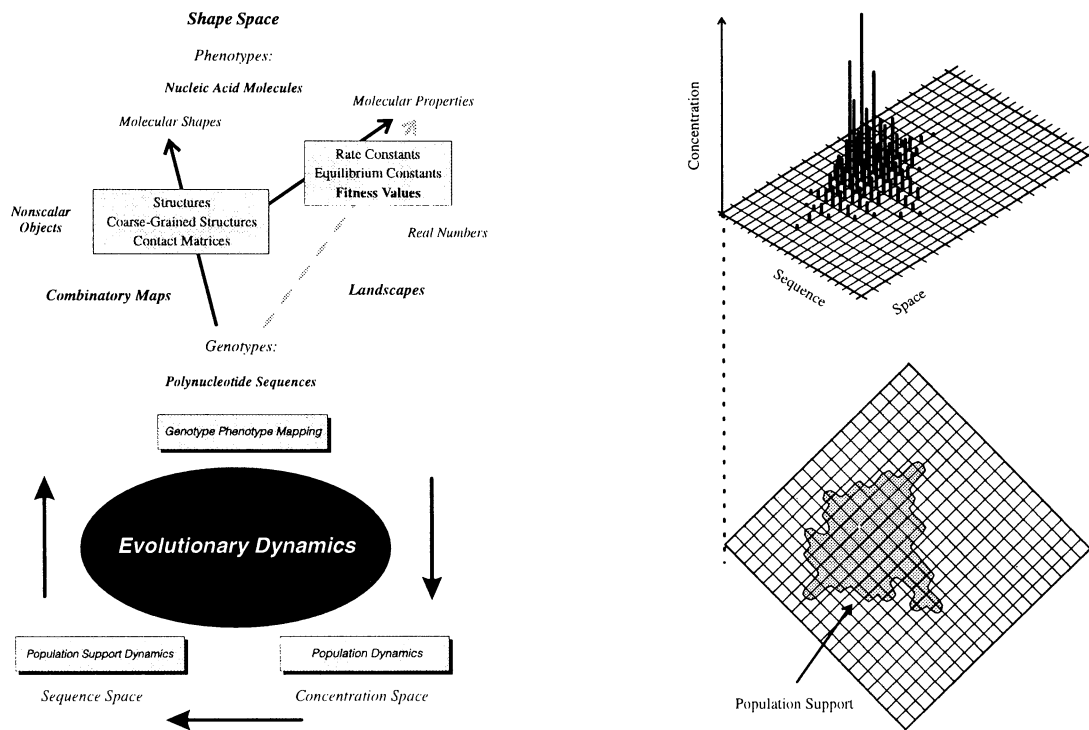 Shape Space
Phenotypes:
Nucleic Acid Molecules
Molecular Shapes
Molecular Properties
Rate Constants
Equilibrium Constants
Fitness Values
Structures
Coarse-Grained Structures
Contact Matrices
Nonscalar
Objects
Real Numbers
Combinatory Maps
Landscapes
Genotypes:
Polynucleotide Sequences
Genotype Phenotype Mapping
Evolutionary Dynamics
Population Support Dynamics
Population Dynamics
Sequence Space
Concentration Space
Concentration
Sequence
Space
Population Support